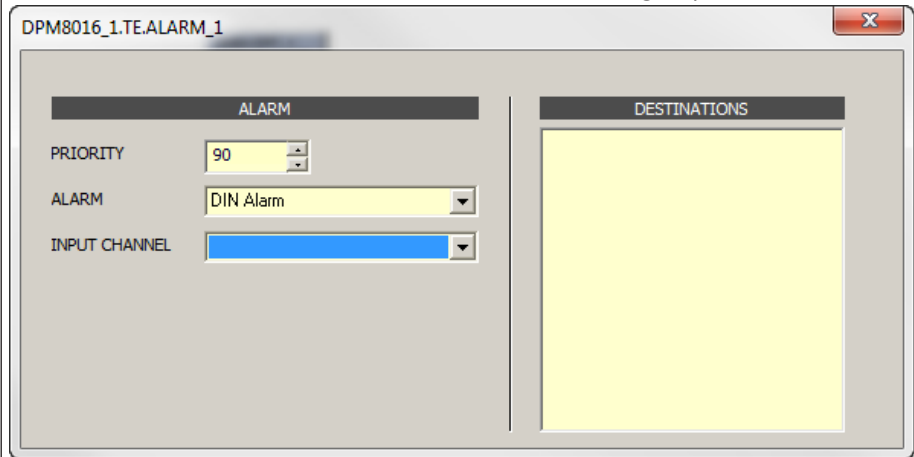 DPM8016_1.TE.ALARM_1
ALARM
PRIORITY 90
ALARM DIN Alarm
INPUT CHANNEL
DESTINATIONS